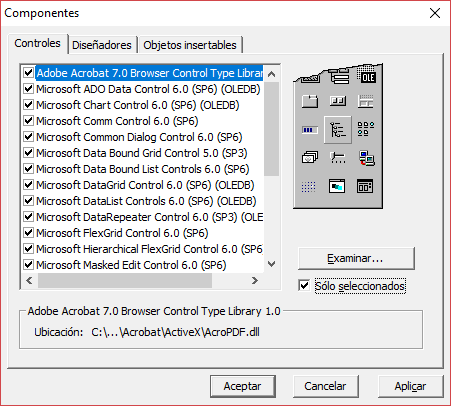 Componentes
Controles
Diseñadores
Objetos insertables
Adobe Acrobat 7.0 Browser Control Type Librar
Microsoft ADO Data Control 6.0 (SP6) (OLEDB)
Microsoft Chart Control 6.0 (OLEDB)
Microsoft Comm Control 6.0
Microsoft Common Dialog Control 6.0 (SP6)
Microsoft Data Bound Grid Control 5.0 (SP3)
Microsoft Data Bound List Controls 6.0 (SP6)
Microsoft DataGrid Control 6.0 (SP6) (OLEDB)
Microsoft DataList Controls 6.0 (SP6) (OLEDB)
Microsoft DataRepeater Control 6.0 (SP3) (OLE
Microsoft FlexGrid Control 6.0 (SP6)
Microsoft Hierarchical FlexGrid Control 6.0 (SP6)
Microsoft Masked Edit Control 6.0 (SP6)
OLE
Examinar...
Sólo seleccionados
Adobe Acrobat 7.0 Browser Control Type Library 1.0
Ubicación: C:\...\Acrobat\ActiveX\AcroPDF.dll
Aceptar
Cancelar
Aplicar